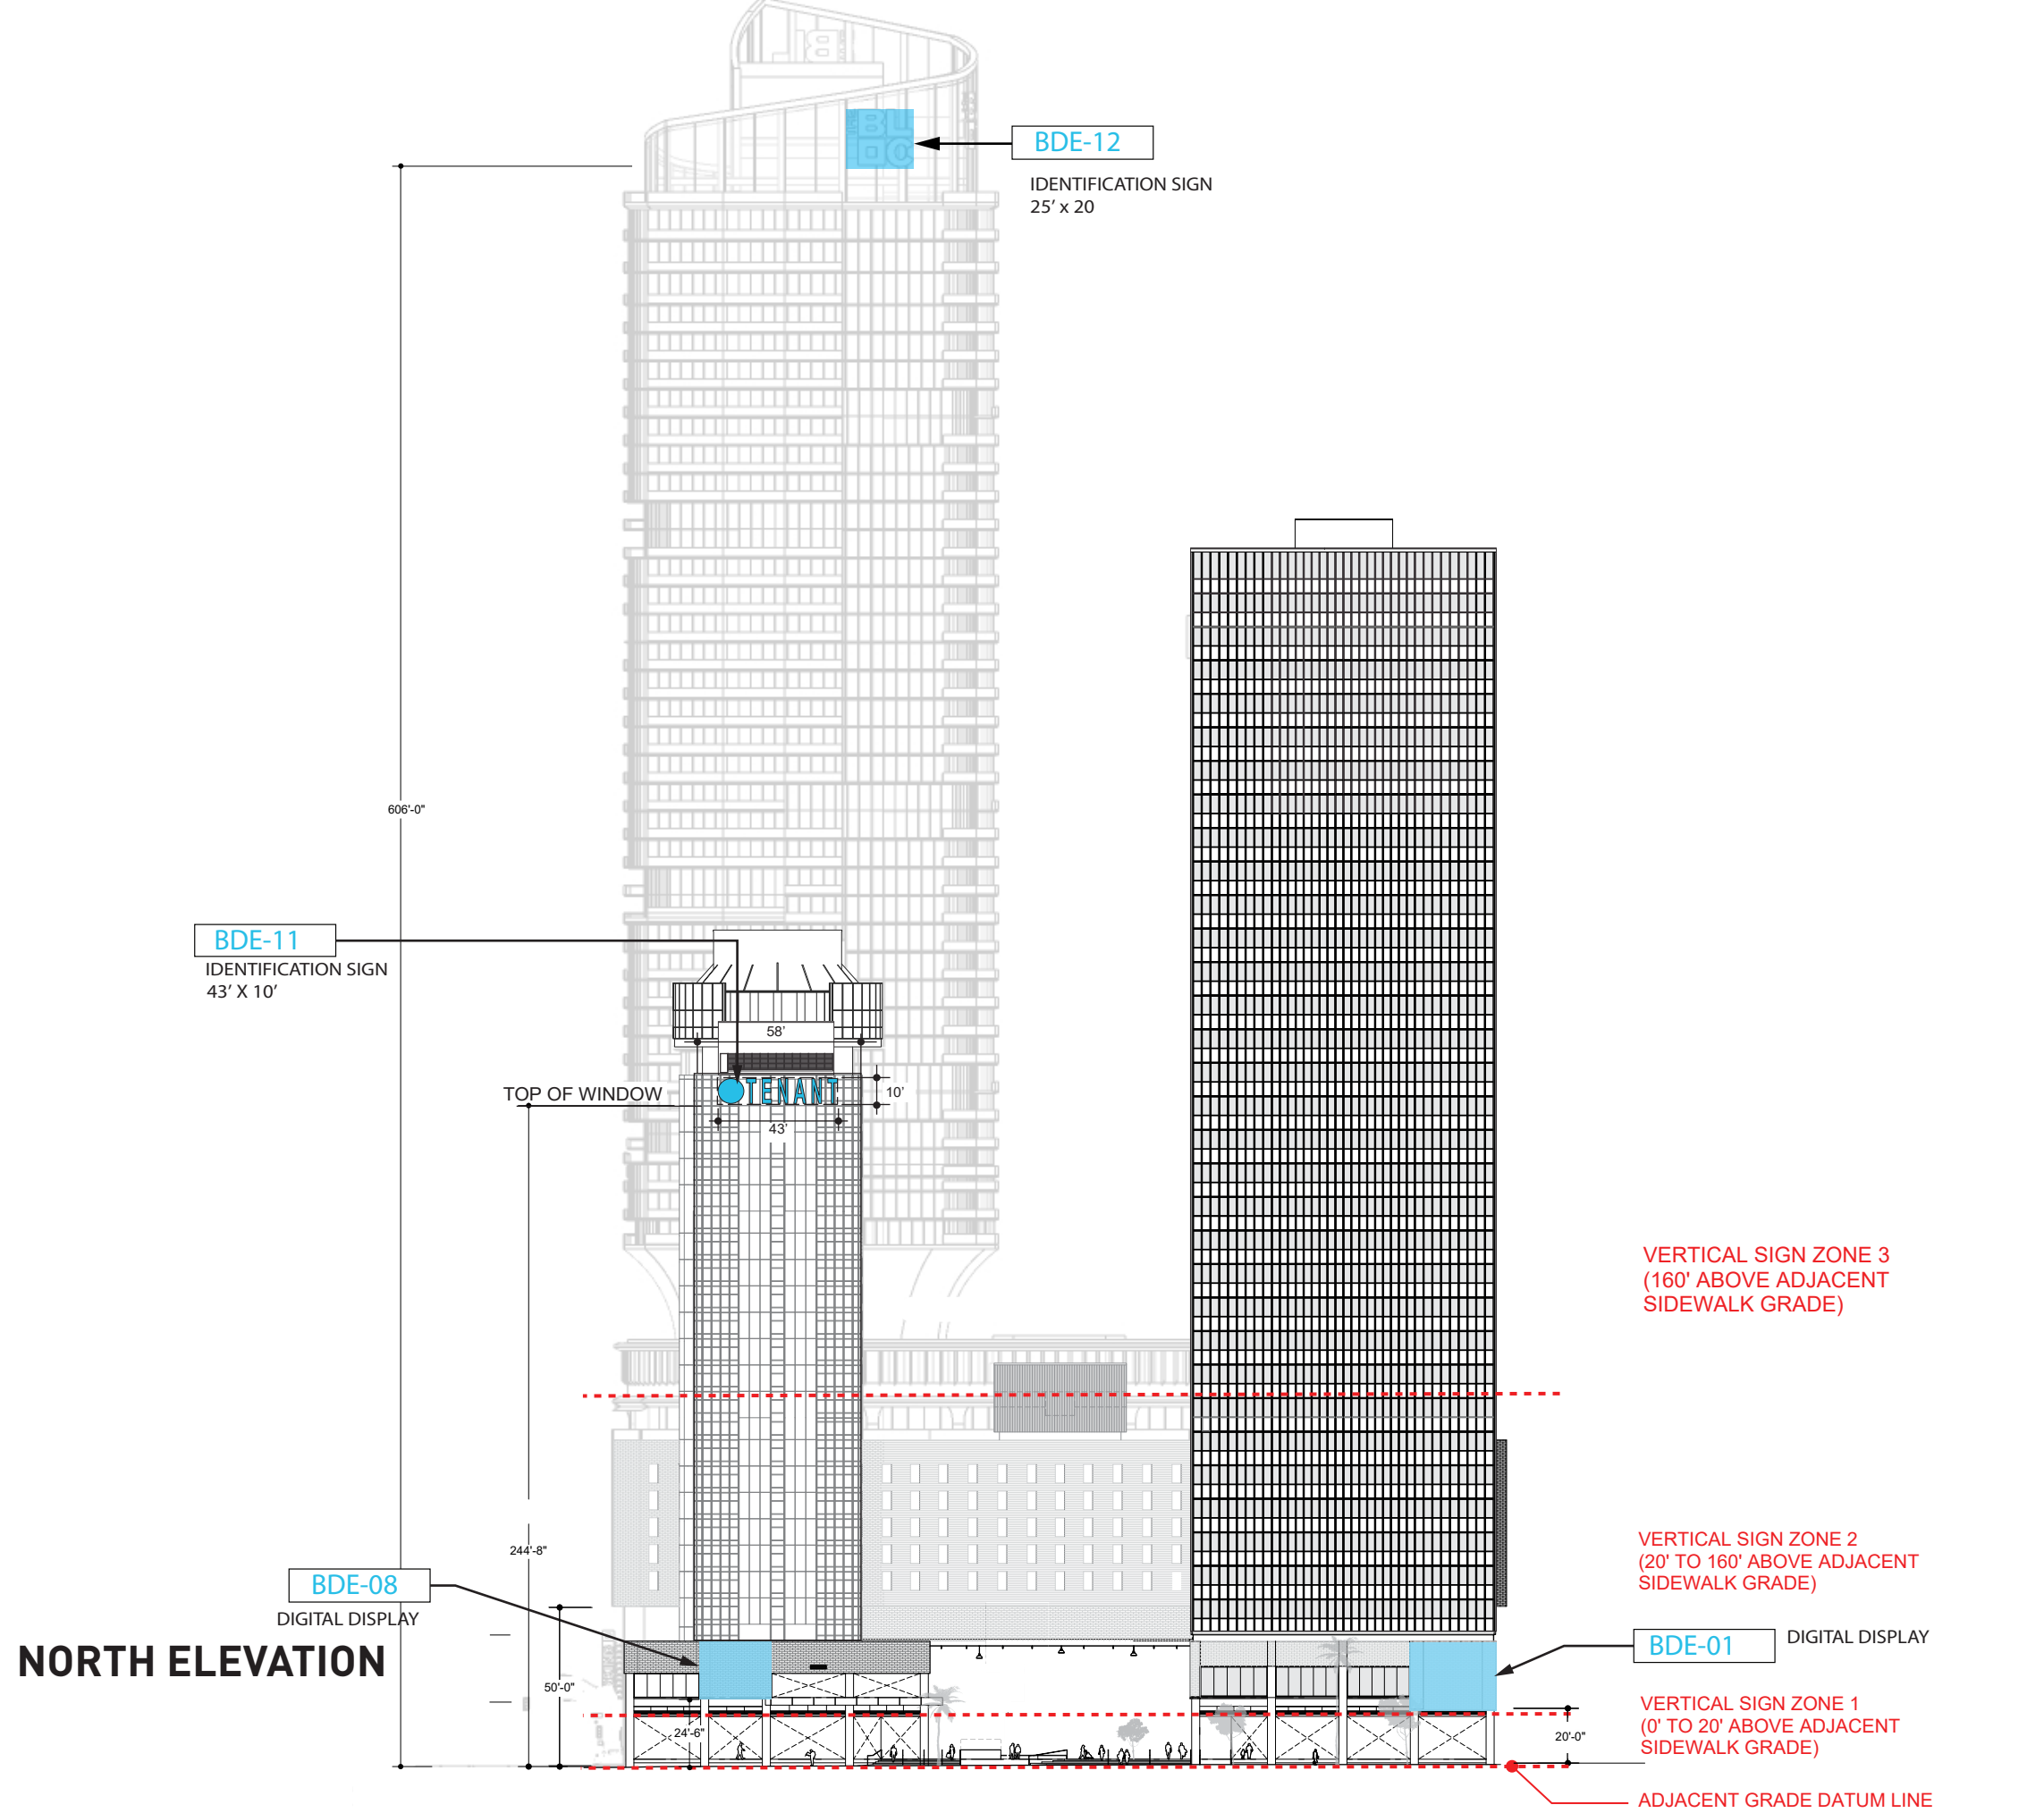 BL
OC
BDE-12
IDENTIFICATION SIGN
25’ x 20
606'-0"
BDE-11
IDENTIFICATION SIGN
43’ X 10’
58'
TOP OF WINDOW
TENANT
10'
43'
VERTICAL SIGN ZONE 3
(160' ABOVE ADJACENT
SIDEWALK GRADE)
244'-8"
VERTICAL SIGN ZONE 2
(20' TO 160' ABOVE ADJACENT
SIDEWALK GRADE)
BDE-08
DIGITAL DISPLAY
NORTH ELEVATION
BDE-01
DIGITAL DISPLAY
50'-0"
24'-6"
VERTICAL SIGN ZONE 1
(0' TO 20' ABOVE ADJACENT
SIDEWALK GRADE)
20'-0"
ADJACENT GRADE DATUM LINE